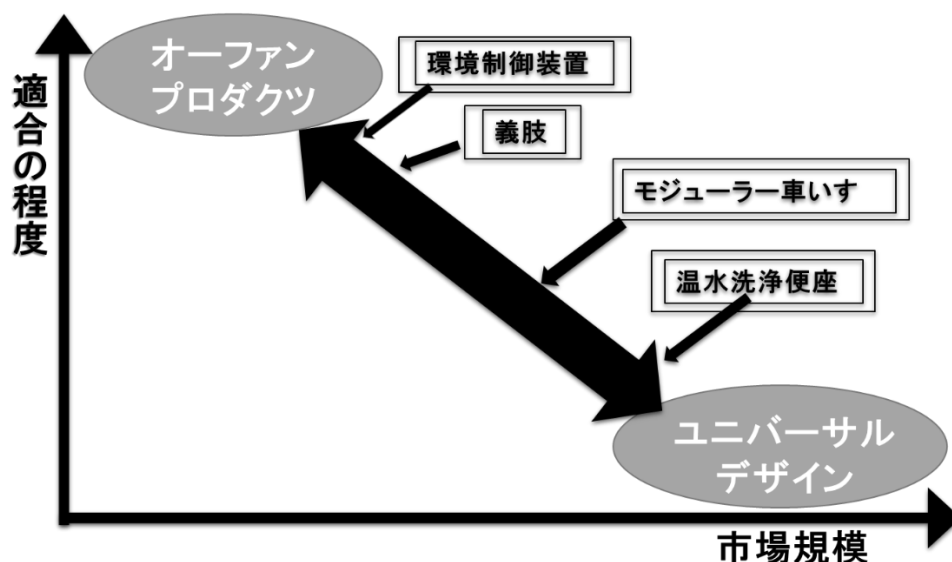 オーファン
プロダクツ
環境制御装置
義肢
適合の程度
モジューラー車いす
温水洗浄便座
ユニバーサル
デザイン
市場規模